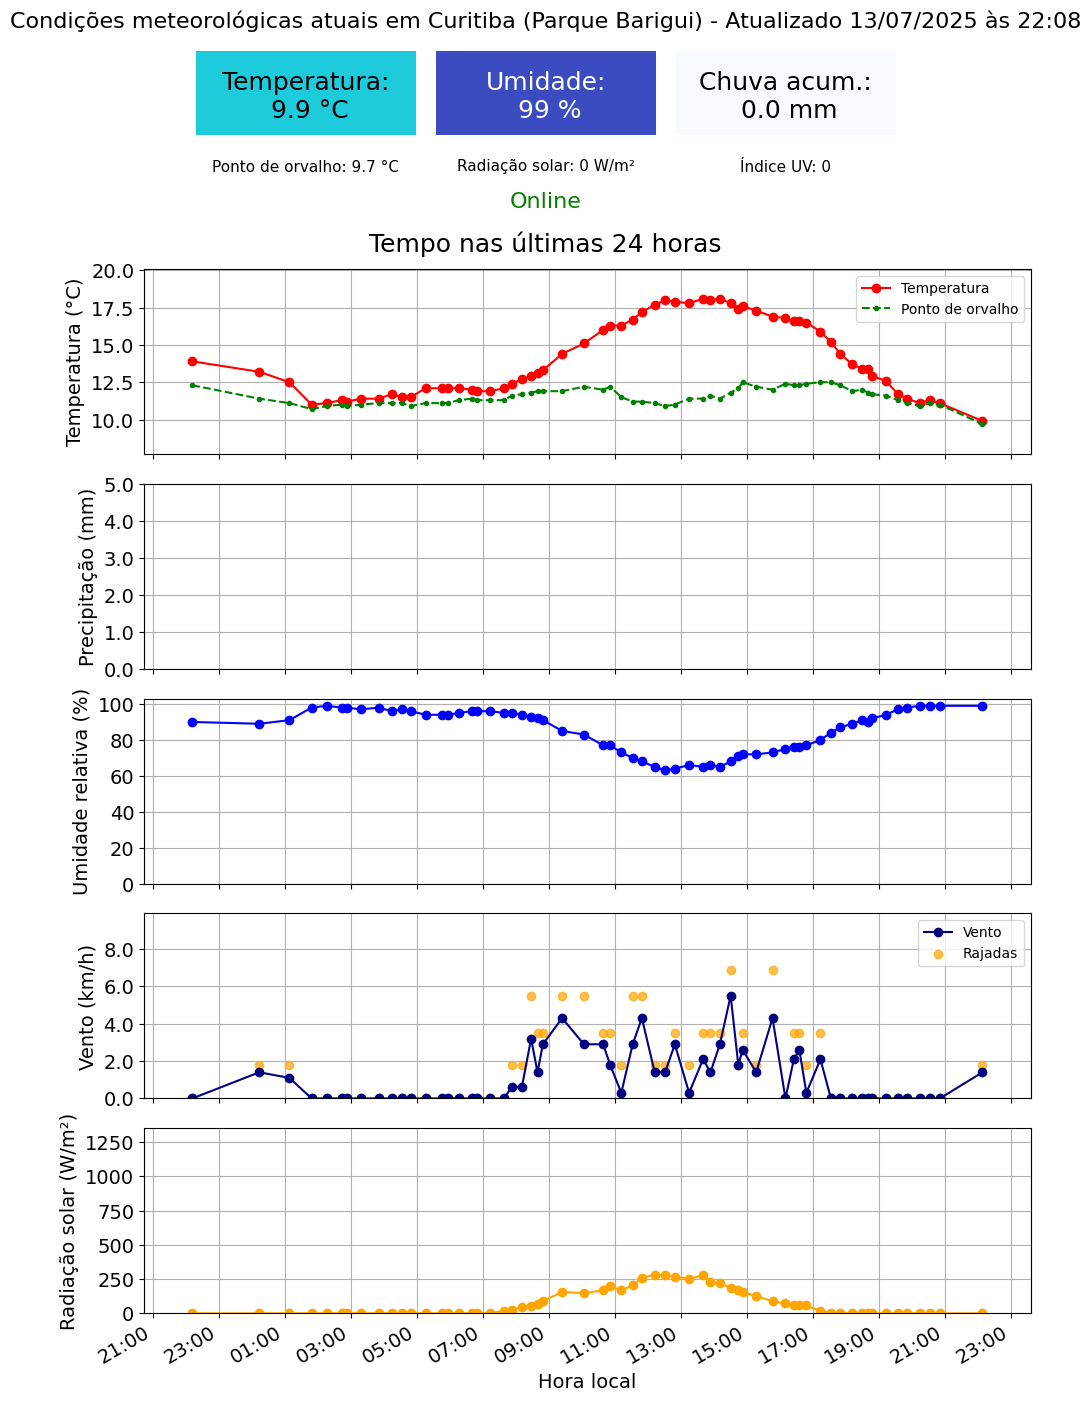 Condições meteorológicas atuais em Curitiba (Parque Barigui) - Atualizado 13/07/2025 às 22:08
Temperatura:
9.9 °C
Umidade:
99 %
Chuva acum.:
0.0 mm
Ponto de orvalho: 9.7 °C
Radiação solar: 0 W/m²
Índice UV: 0
Online
Tempo nas últimas 24 horas
Temperatura (°C)
20.0
17.5
15.0
12.5
10.0
Temperatura
Ponto de orvalho
Precipitação (mm)
5.0
4.0
3.0
2.0
1.0
0.0
Umidade relativa (%)
100
80
60
40
20
0
Vento (km/h)
8.0
6.0
4.0
2.0
0.0
Vento
Rajadas
Radiação solar (W/m²)
1250
1000
750
500
250
0
21:00
23:00
01:00
03:00
05:00
07:00
09:00
11:00
13:00
15:00
17:00
19:00
21:00
23:00
Hora local